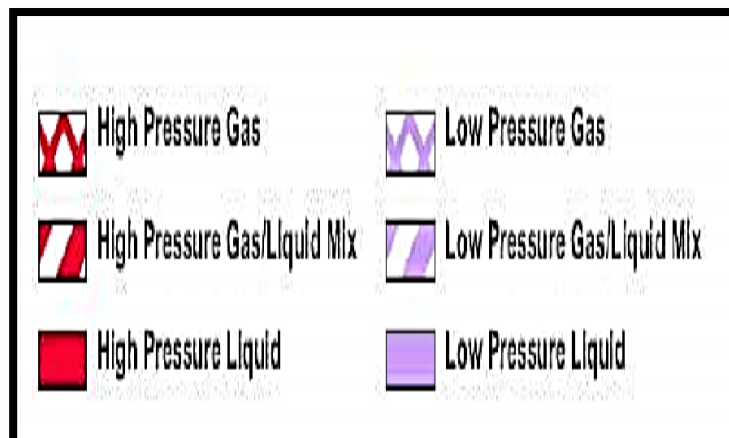 High Pressure Gas
Low Pressure Gas
High Pressure Gas/Liquid Mix
Low Pressure Gas/Liquid Mix
High Pressure Liquid
Low Pressure Liquid